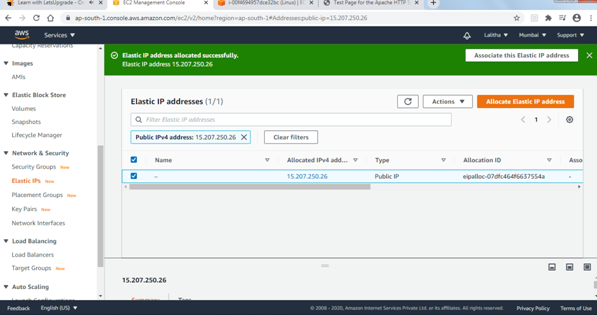 Learn with LetsUpgrade - C
EC2 Management Console
i-00f4694957dca32bc (Linux) | E
Test Page for the Apache HTTP S
ap-south-1.console.aws.amazon.com/ec2/v2/home?region=ap-south-1#Addresses:public-ip=15.207.250.26
aws
Services
Lalitha
Mumbai
Support
Capacity Reservations
Images
AMIs
Elastic Block Store
Volumes
Snapshots
Lifecycle Manager
Network & Security
Security Groups New
Elastic IPs New
Placement Groups New
Key Pairs New
Network Interfaces
Load Balancing
Load Balancers
Target Groups New
Auto Scaling
Launch Configurations
Elastic IP address allocated successfully.
Elastic IP address 15.207.250.26
Associate this Elastic IP address
Elastic IP addresses (1/1)
Actions
Allocate Elastic IP address
Filter Elastic IP addresses
1
Public IPv4 address: 15.207.250.26
Clear filters
Name
Allocated IPv4 add...
Type
Allocation ID
Asso
–
15.207.250.26
Public IP
eipalloc-07dfc464f6637554a
–
15.207.250.26
Summary
Tags
Feedback
English (US)
© 2008 - 2020, Amazon Internet Services Private Ltd. or its affiliates. All rights reserved.
Privacy Policy
Terms of Use